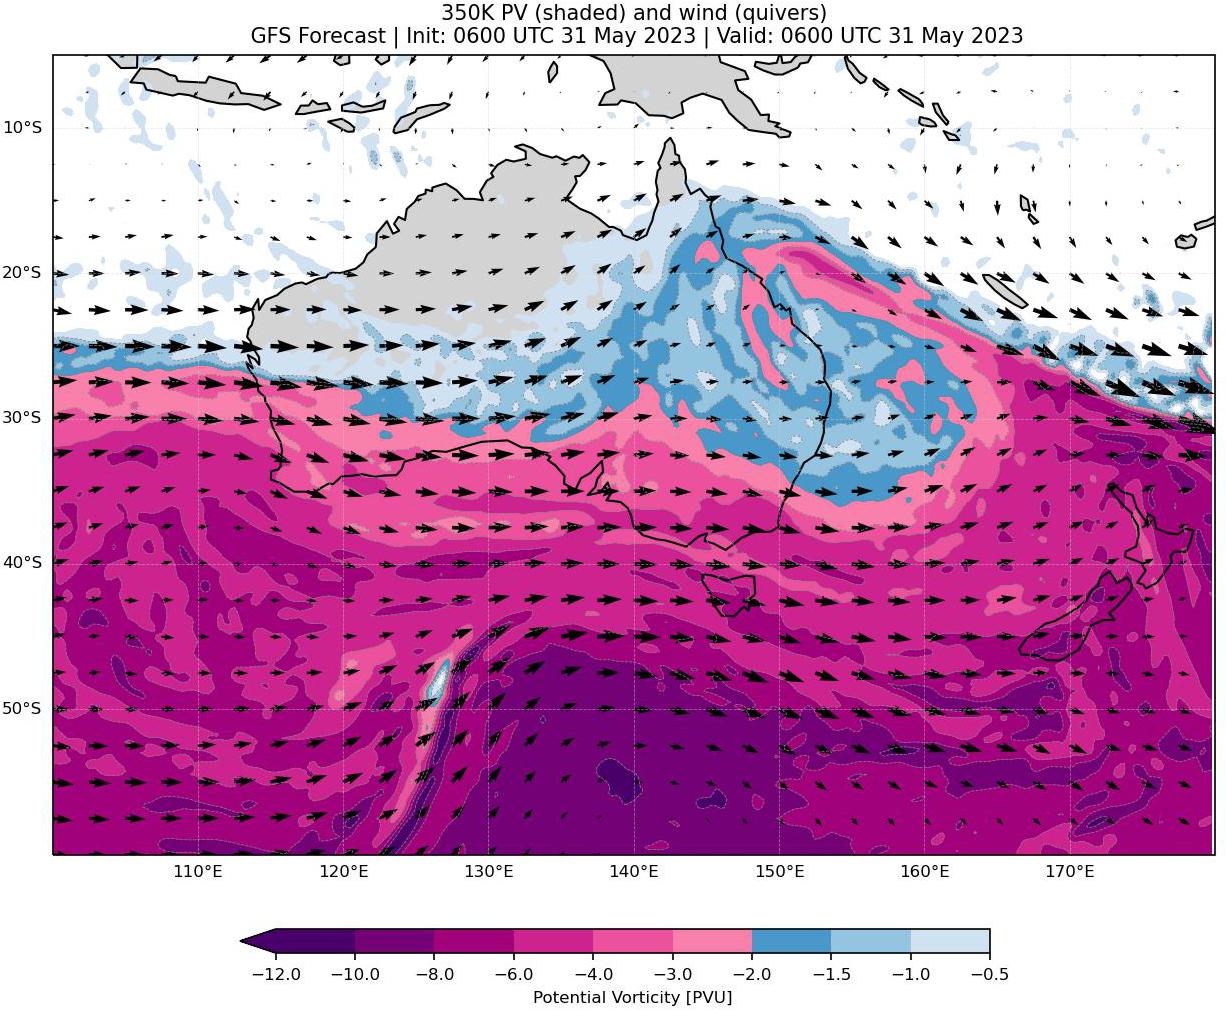 350K PV (shaded) and wind (quivers)
GFS Forecast | Init: 0600 UTC 31 May 2023 | Valid: 0600 UTC 31 May 2023
10°S
20°S
30°S
40°S
50°S
110°E 120°E 130°E 140°E 150°E 160°E 170°E
−12.0 −10.0 −8.0 −6.0 −4.0 −3.0 −2.0 −1.5 −1.0 −0.5
Potential Vorticity [PVU]